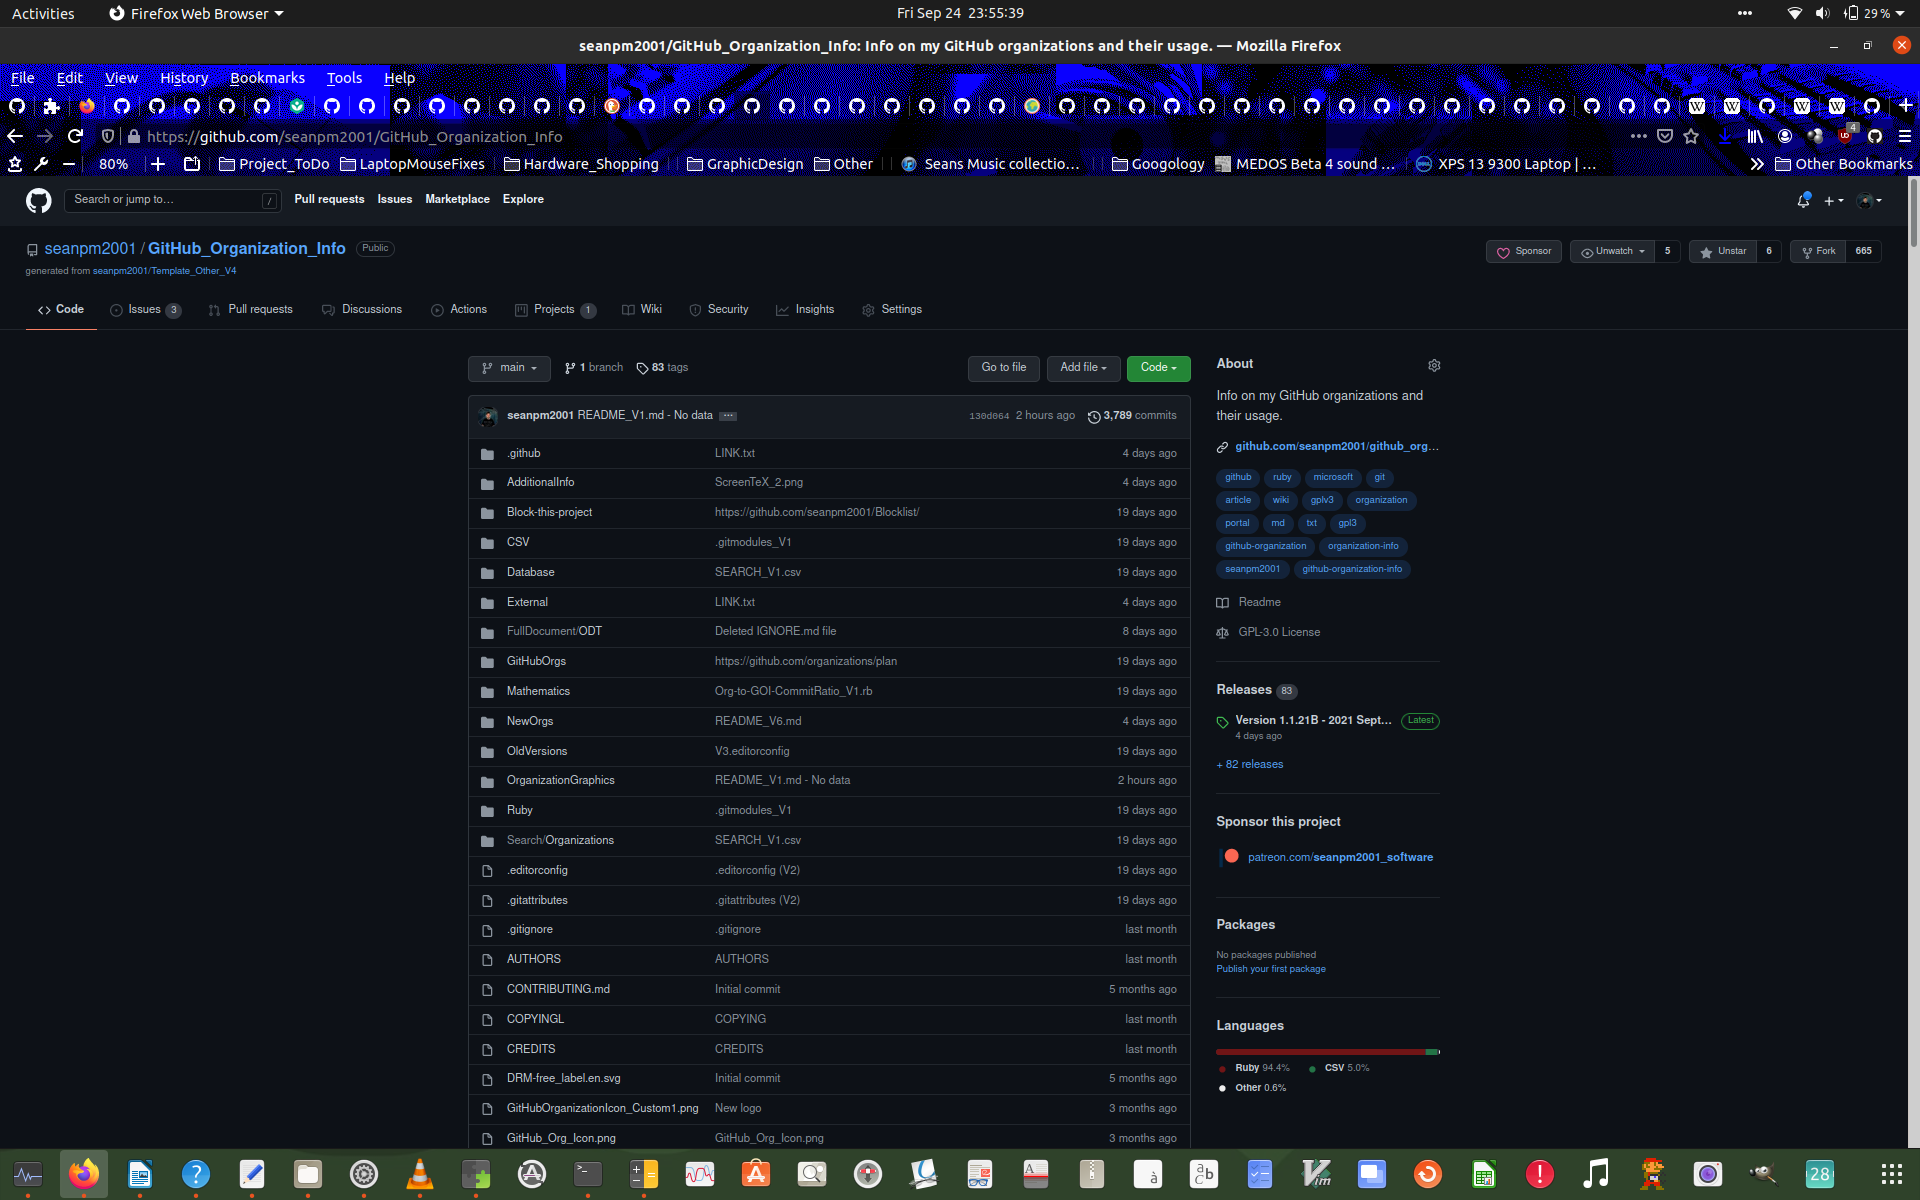 Activities Firefox Web Browser Fri Sep 24 23:55:39 29 %
seanpm2001/GitHub_Organization_Info: Info on my GitHub organizations and their usage. — Mozilla Firefox
File Edit View History Bookmarks Tools Help
https://github.com/seanpm2001/GitHub_Organization_Info 4
80% Project_ToDo LaptopMouseFixes Hardware_Shopping GraphicDesign Other Seans Music collectio… Googology MEDOS Beta 4 sound … XPS 13 9300 Laptop | … Other Bookmarks
Search or jump to… / Pull requests Issues Marketplace Explore
seanpm2001 / GitHub_Organization_Info Public Sponsor Unwatch 5 Unstar 6 Fork 665
generated from seanpm2001/Template_Other_V4
Code Issues 3 Pull requests Discussions Actions Projects 1 Wiki Security Insights Settings
main 1 branch 83 tags Go to file Add file Code
seanpm2001 README_V1.md - No data ... 130d064 2 hours ago 3,789 commits
.github LINK.txt 4 days ago
AdditionalInfo ScreenTeX_2.png 4 days ago
Block-this-project https://github.com/seanpm2001/Blocklist/ 19 days ago
CSV .gitmodules_V1 19 days ago
Database SEARCH_V1.csv 19 days ago
External LINK.txt 4 days ago
FullDocument/ODT Deleted IGNORE.md file 8 days ago
GitHubOrgs https://github.com/organizations/plan 19 days ago
Mathematics Org-to-GOI-CommitRatio_V1.rb 19 days ago
NewOrgs README_V6.md 4 days ago
OldVersions V3.editorconfig 19 days ago
OrganizationGraphics README_V1.md - No data 2 hours ago
Ruby .gitmodules_V1 19 days ago
Search/Organizations SEARCH_V1.csv 19 days ago
.editorconfig .editorconfig (V2) 19 days ago
.gitattributes .gitattributes (V2) 19 days ago
.gitignore .gitignore last month
AUTHORS AUTHORS last month
CONTRIBUTING.md Initial commit 5 months ago
COPYINGL COPYING last month
CREDITS CREDITS last month
DRM-free_label.en.svg Initial commit 5 months ago
GitHubOrganizationIcon_Custom1.png New logo 3 months ago
GitHub_Org_Icon.png GitHub_Org_Icon.png 3 months ago
About
Info on my GitHub organizations and
their usage.
github.com/seanpm2001/github_org…
github ruby microsoft git
article wiki gplv3 organization
portal md txt gpl3
github-organization organization-info
seanpm2001 github-organization-info
Readme
GPL-3.0 License
Releases 83
Version 1.1.21B - 2021 Sept… Latest
4 days ago
+ 82 releases
Sponsor this project
patreon.com/seanpm2001_software
Packages
No packages published
Publish your first package
Languages
Ruby 94.4% CSV 5.0%
Other 0.6%
28